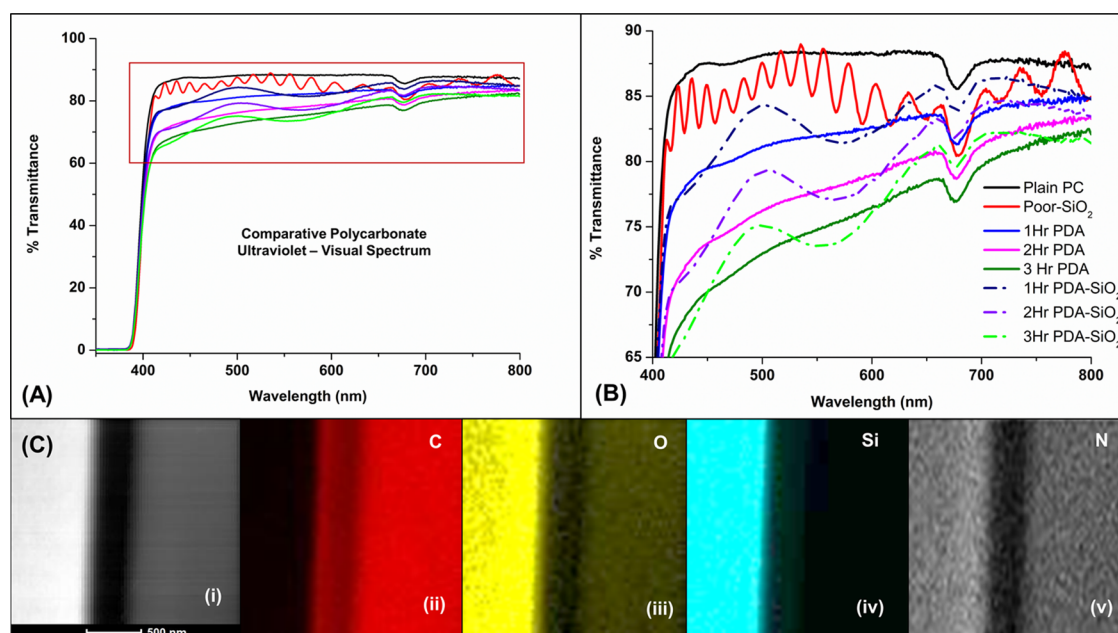 100
80
60
40
20
0
% Transmittance
Comparative Polycarbonate
Ultraviolet – Visual Spectrum
400
500
600
700
800
Wavelength (nm)
(A)
90
85
80
75
70
65
% Transmittance
Plain PC
Poor-SiO₂
1Hr PDA
2Hr PDA
3 Hr PDA
1Hr PDA-SiO₂
2Hr PDA-SiO₂
3Hr PDA-SiO₂
400
500
600
700
800
Wavelength (nm)
(B)
(C)
(i)
500 nm
C
(ii)
O
(iii)
Si
(iv)
N
(v)